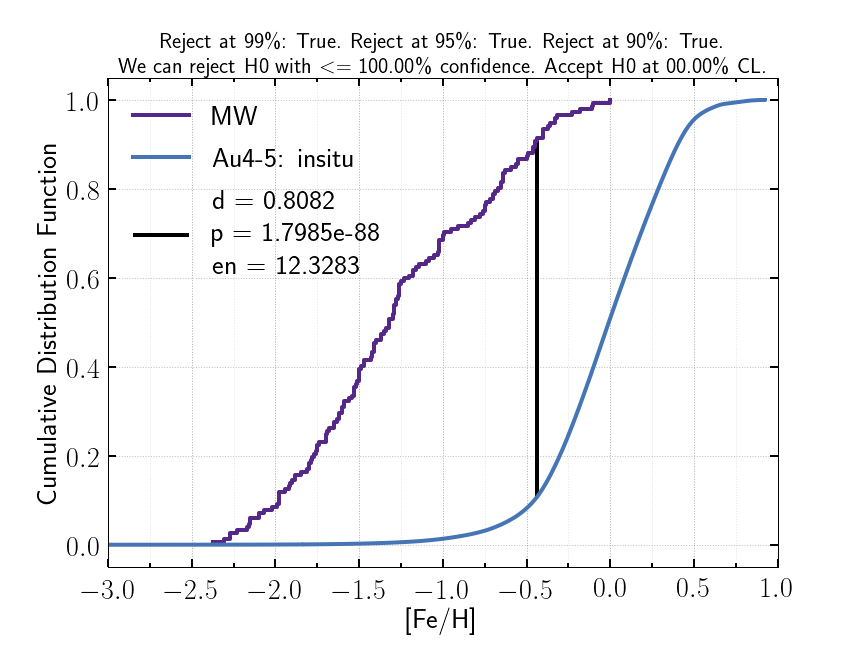 Reject at 99%: True. Reject at 95%: True. Reject at 90%: True.
We can reject H0 with <= 100.00% confidence. Accept H0 at 00.00% CL.
MW
Au4-5: insitu
d = 0.8082
p = 1.7985e-88
en = 12.3283
Cumulative Distribution Function
1.0
0.8
0.6
0.4
0.2
0.0
−3.0 −2.5 −2.0 −1.5 −1.0 −0.5 0.0 0.5 1.0
[Fe/H]